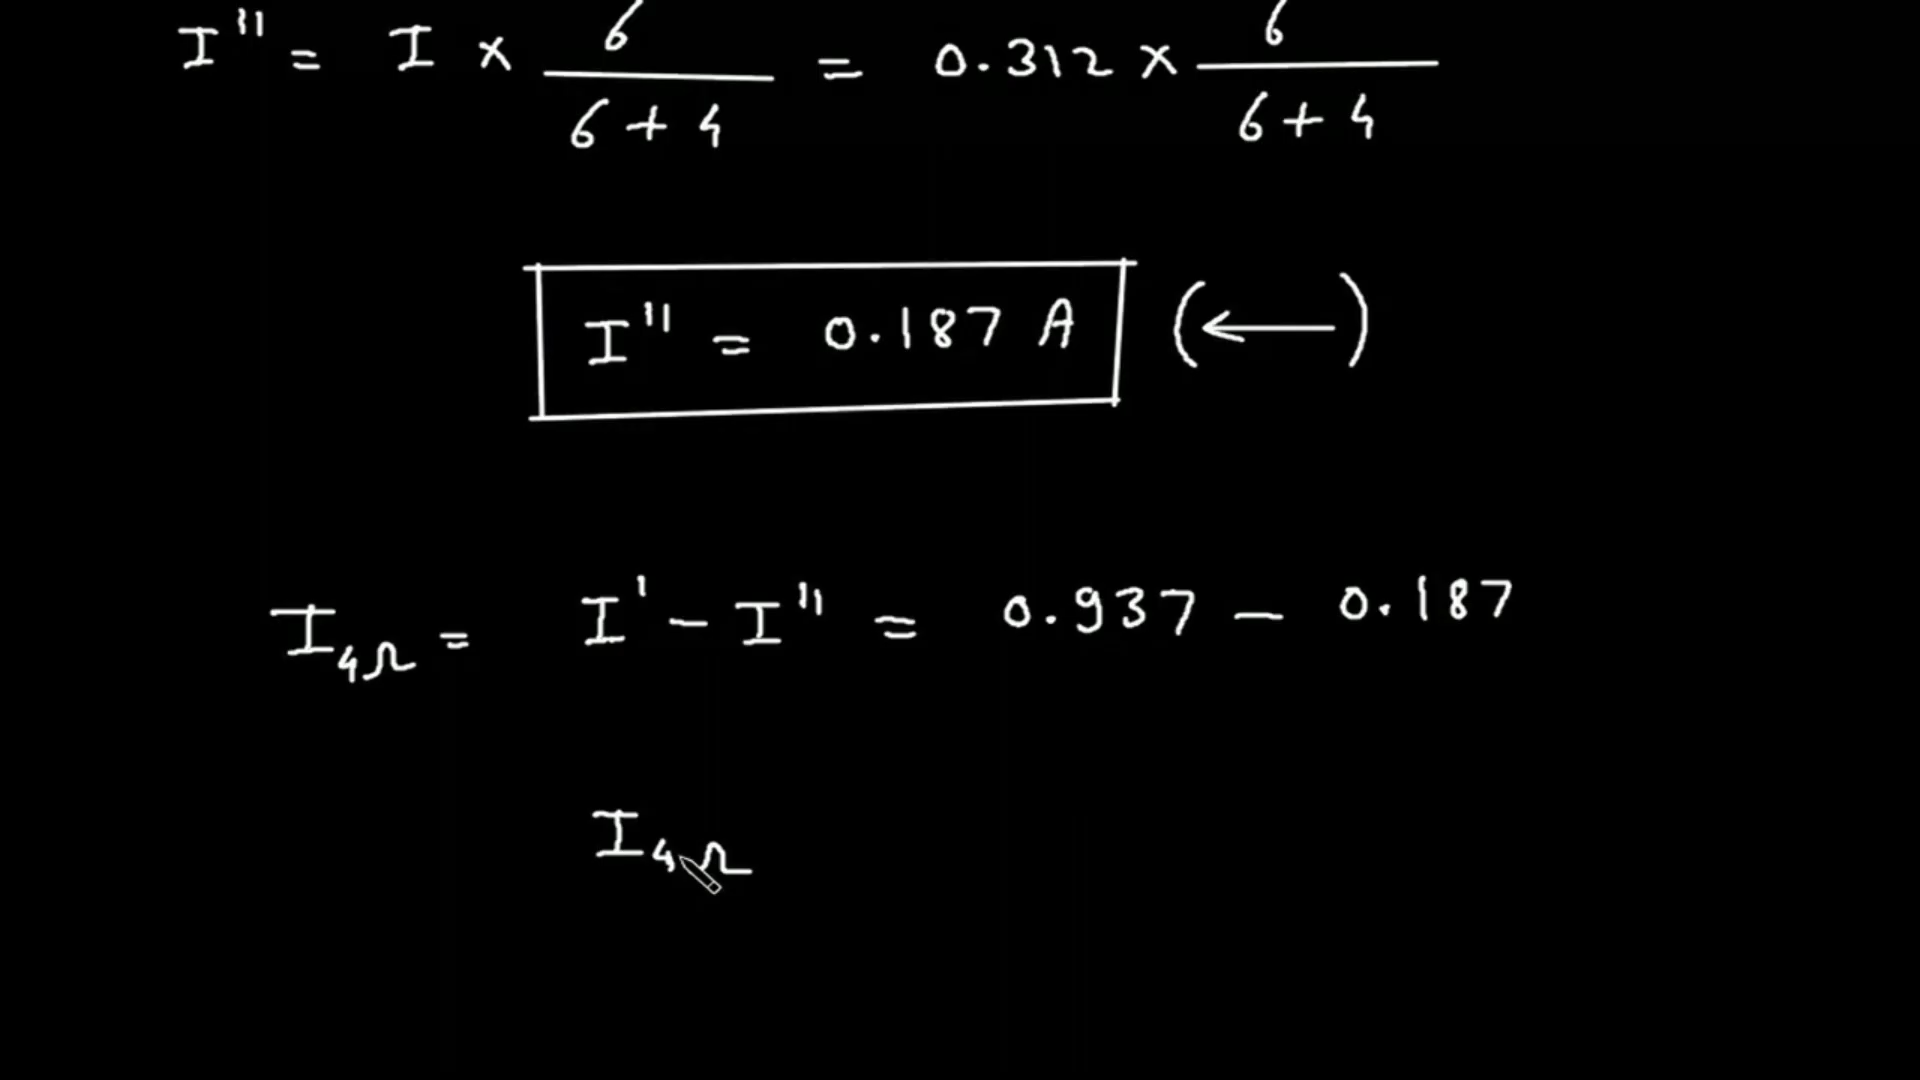 I'' = I × 6 / 6 + 4 = 0.312 × 6 / 6 + 4
I'' = 0.187 A (←)
I4Ω = I' − I'' = 0.937 − 0.187
I4Ω